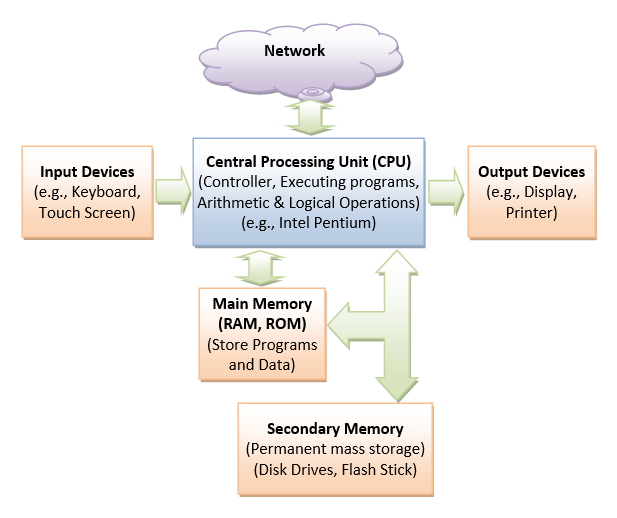 Network
Input Devices
(e.g., Keyboard,
Touch Screen)
Central Processing Unit (CPU)
(Controller, Executing programs,
Arithmetic & Logical Operations)
(e.g., Intel Pentium)
Output Devices
(e.g., Display,
Printer)
Main Memory
(RAM, ROM)
(Store Programs
and Data)
Secondary Memory
(Permanent mass storage)
(Disk Drives, Flash Stick)